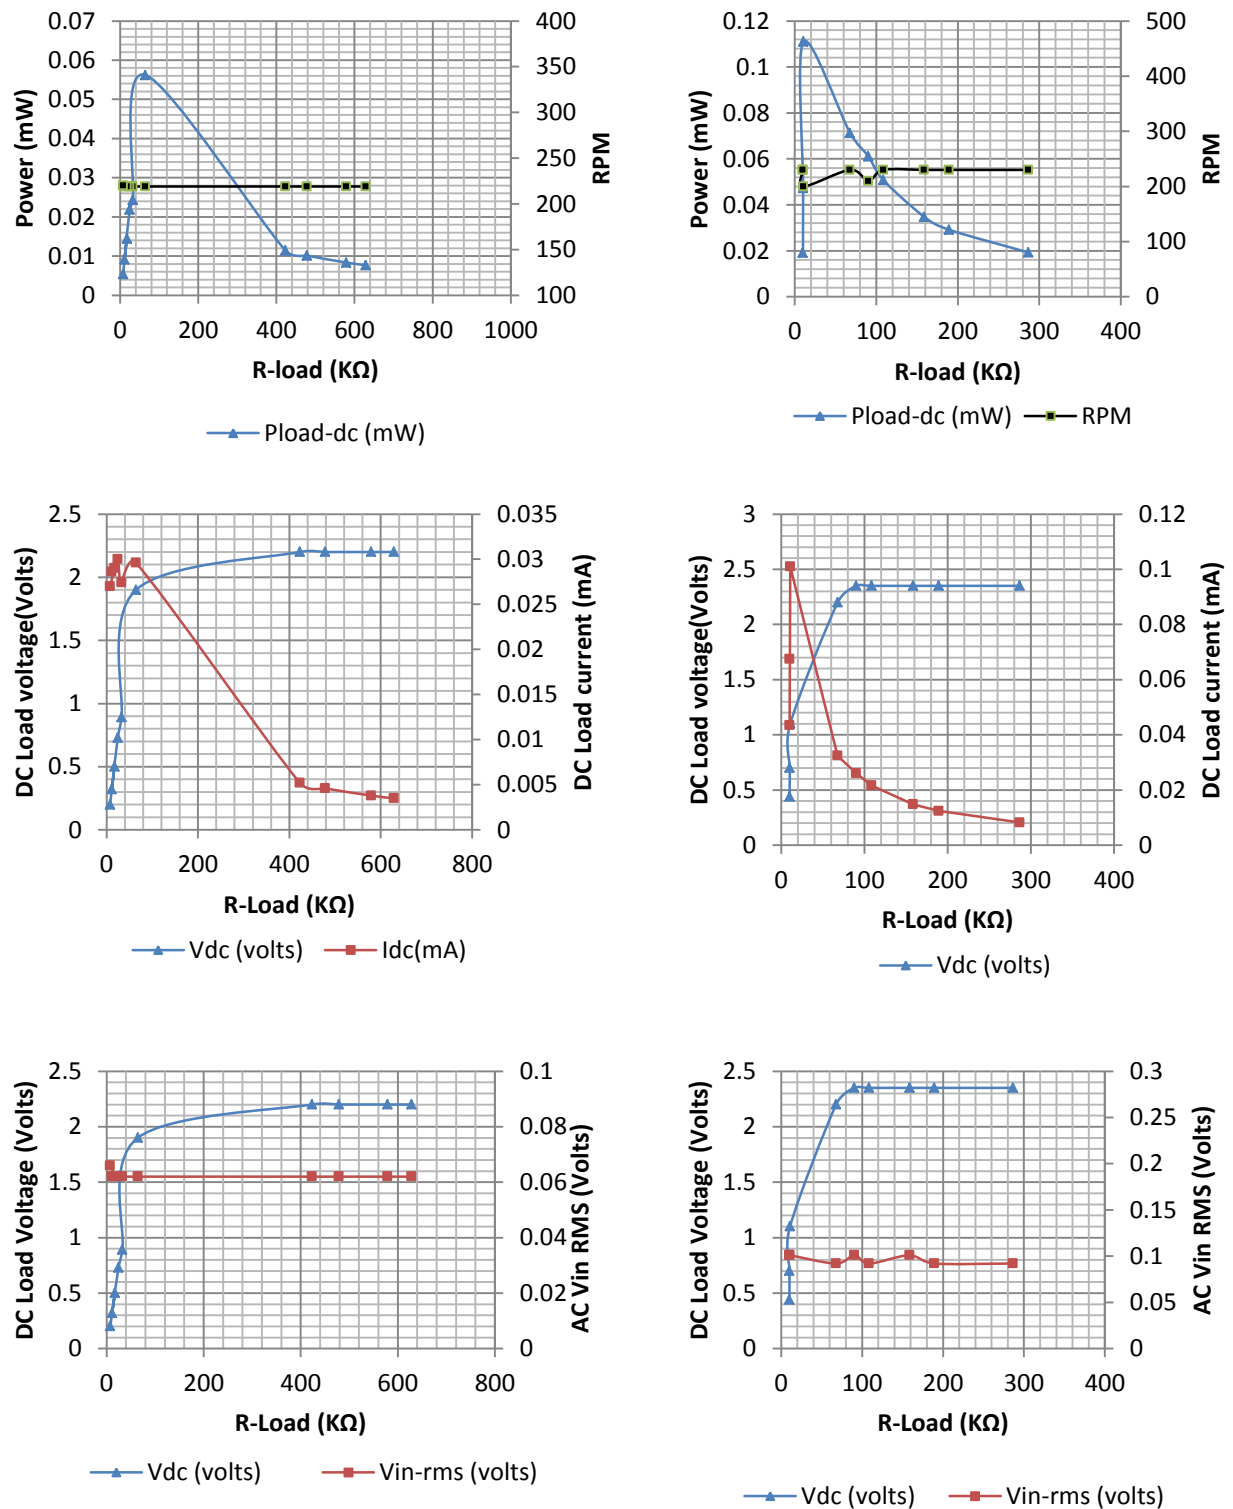 0.07
0.06
0.05
0.04
0.03
0.02
0.01
0
Power (mW)
400
350
300
250
200
150
100
RPM
0 200 400 600 800 1000
R-load (KΩ)
Pload-dc (mW)
0.12
0.1
0.08
0.06
0.04
0.02
0
Power (mW)
500
400
300
200
100
0
RPM
0 100 200 300 400
R-load (KΩ)
Pload-dc (mW) RPM
2.5
2
1.5
1
0.5
0
DC Load voltage(Volts)
0.035
0.03
0.025
0.02
0.015
0.01
0.005
0
DC Load current (mA)
0 200 400 600
R-Load (KΩ)
Vdc (volts) Idc(mA)
3
2.5
2
1.5
1
0.5
0
DC Load voltage(Volts)
0.12
0.1
0.08
0.06
0.04
0.02
0
DC Load current (mA)
0 100 200 300 400
R-Load (KΩ)
Vdc (volts)
2.5
2
1.5
1
0.5
0
DC Load Voltage (Volts)
0.1
0.08
0.06
0.04
0.02
0
AC Vin RMS (Volts)
0 200 400 600 800
R-Load (KΩ)
Vdc (volts) Vin-rms (volts)
2.5
2
1.5
1
0.5
0
DC Load Voltage (Volts)
0.3
0.25
0.2
0.15
0.1
0.05
0
AC Vin RMS (Volts)
0 100 200 300 400
R-Load (KΩ)
Vdc (volts) Vin-rms (volts)